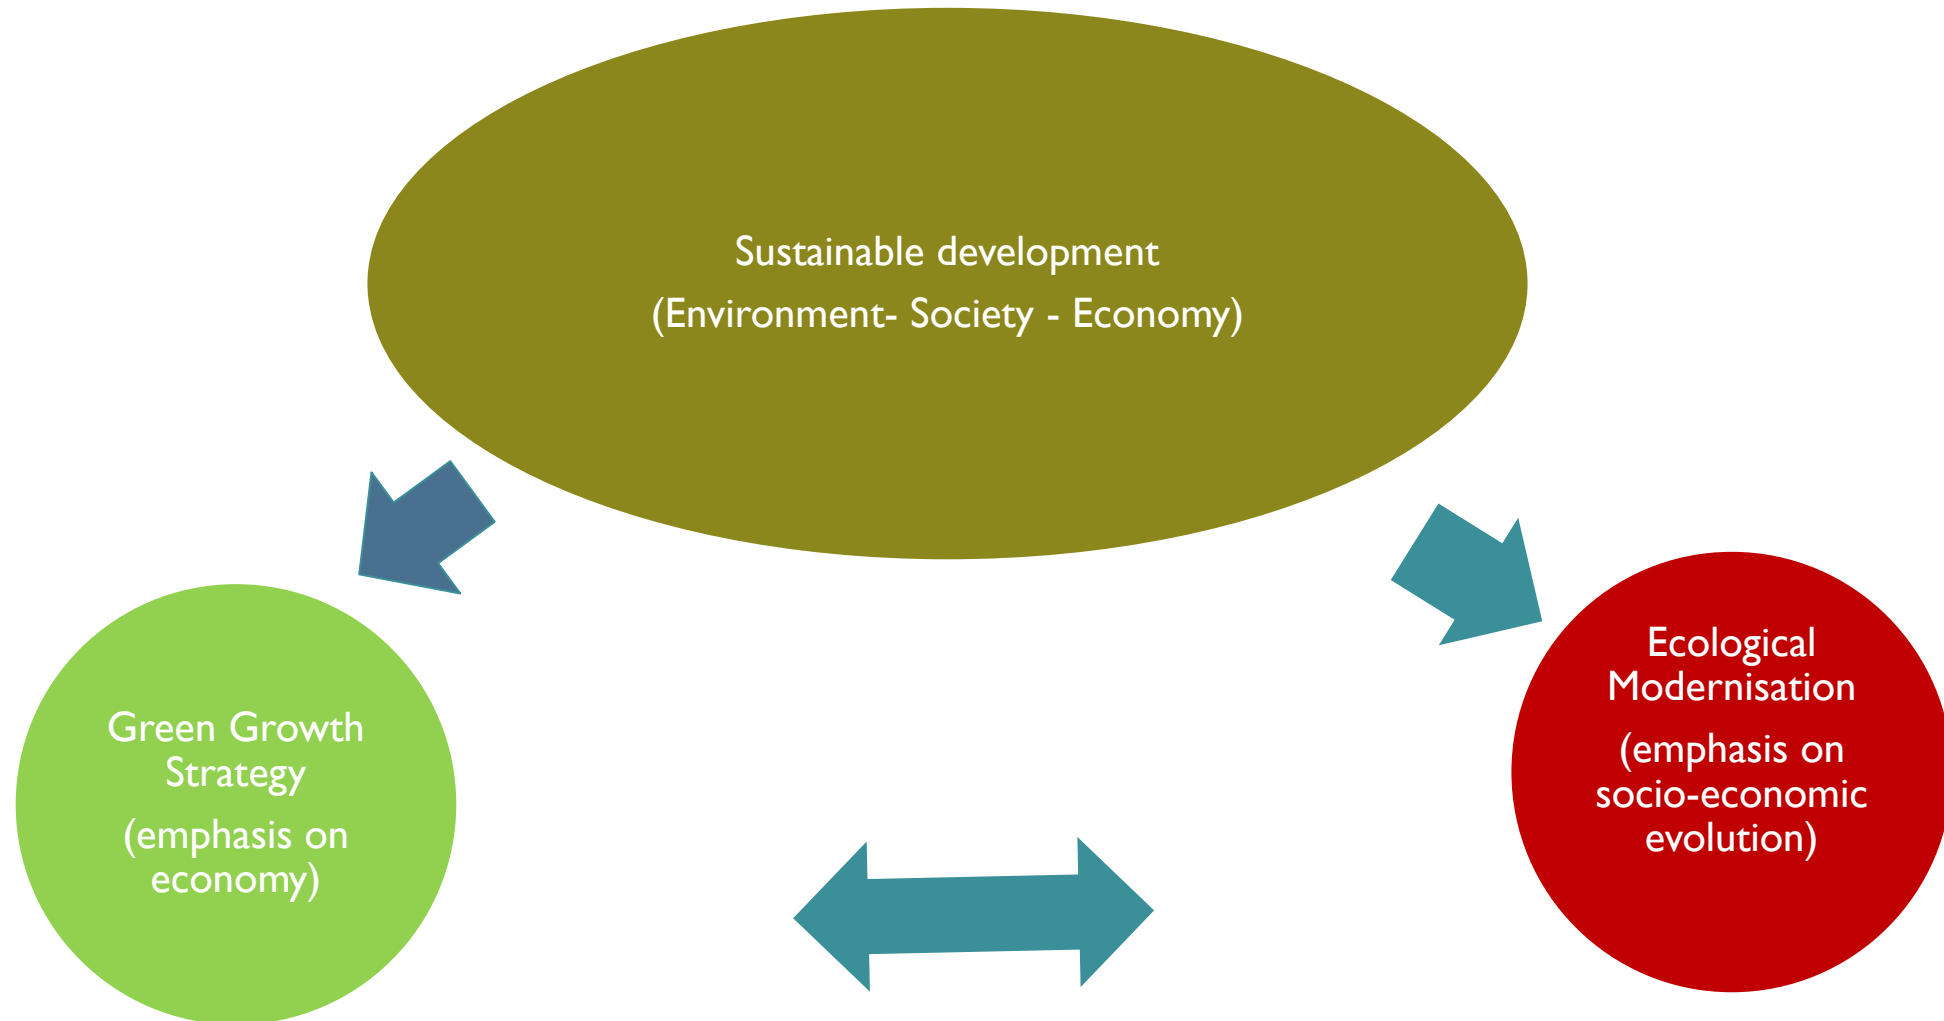 Sustainable development
(Environment- Society - Economy)
Green Growth
Strategy
(emphasis on
economy)
Ecological
Modernisation
(emphasis on
socio-economic
evolution)